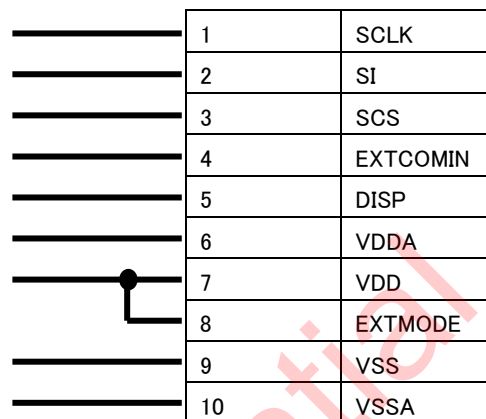 1 SCLK
2 SI
3 SCS
4 EXTCOMIN
5 DISP
6 VDDA
7 VDD
8 EXTMODE
9 VSS
10 VSSA